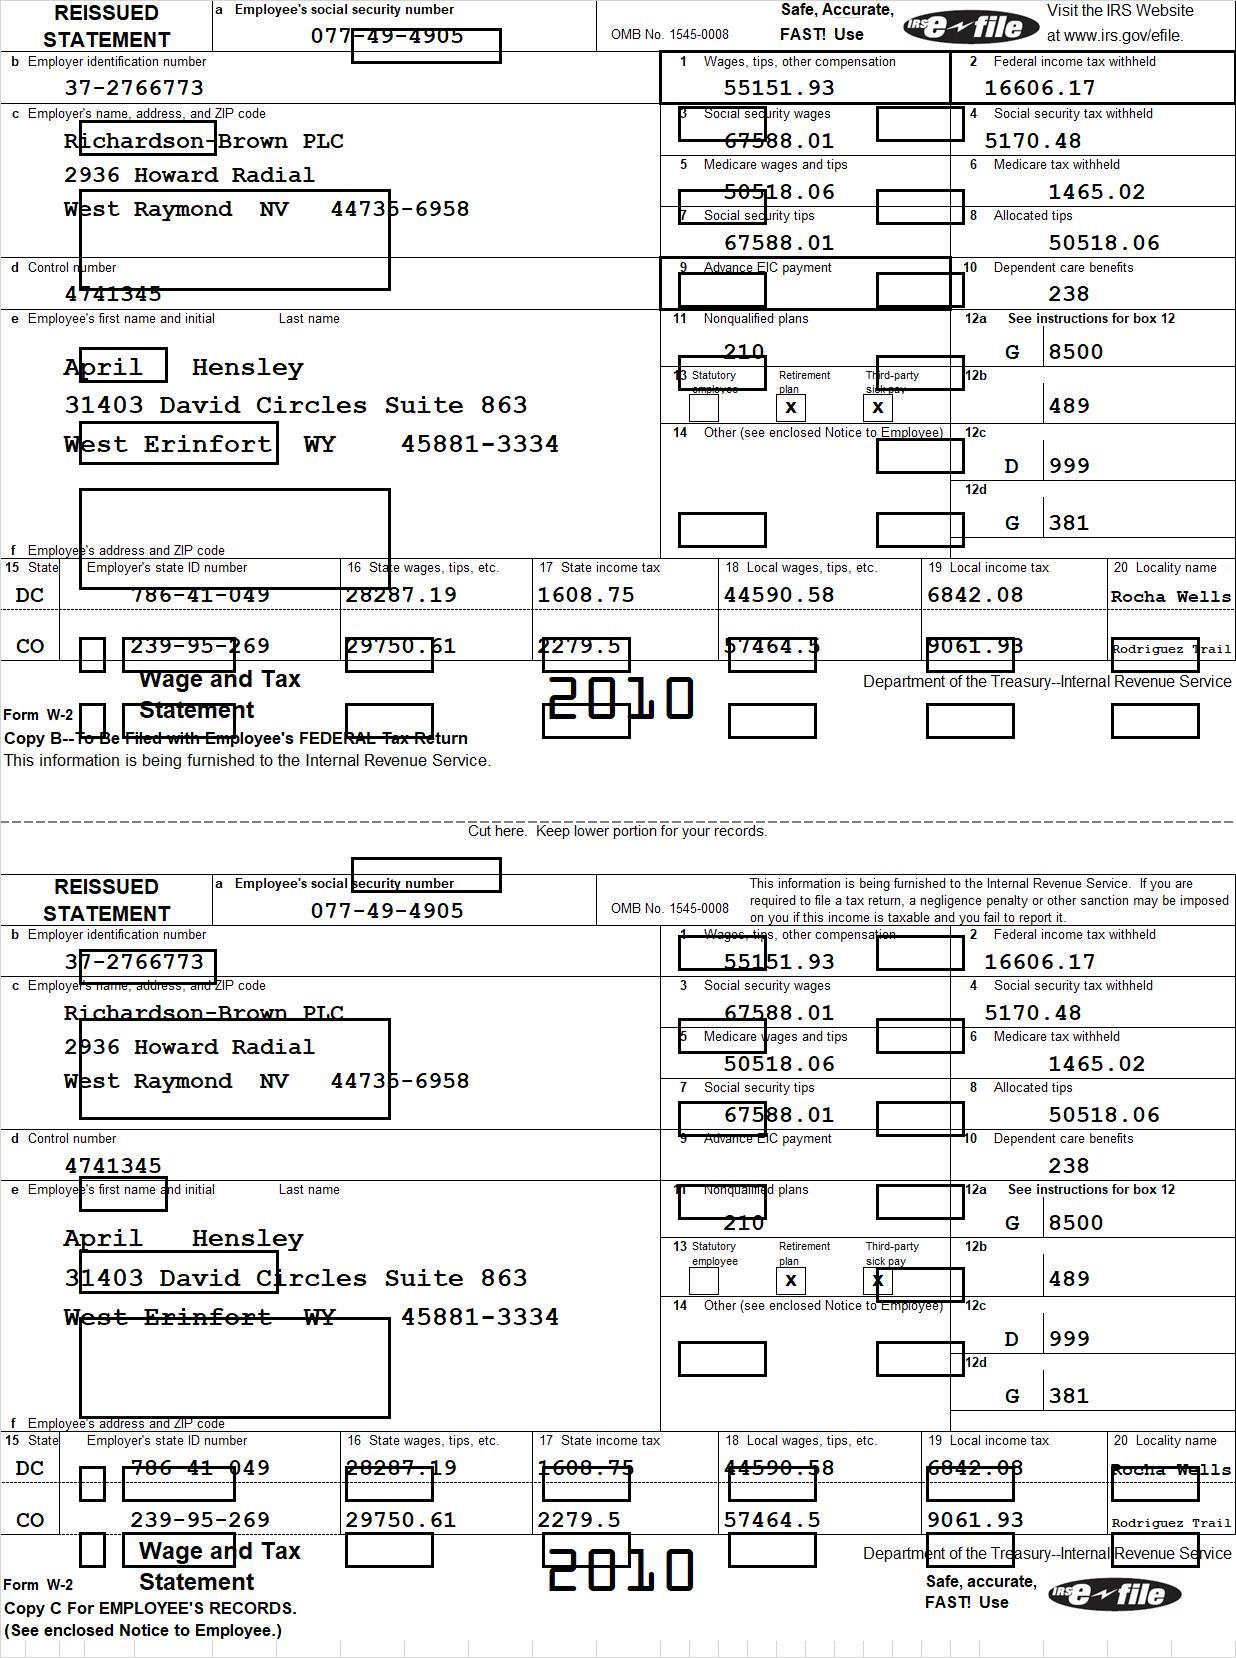 REISSUED STATEMENT
a Employee's social security number
077-49-4905
OMB No. 1545-0008
Safe, Accurate, FAST! Use
IRS e-file
Visit the IRS Website at www.irs.gov/efile.
b Employer identification number
37-2766773
1 Wages, tips, other compensation
55151.93
2 Federal income tax withheld
16606.17
c Employer's name, address, and ZIP code
Richardson-Brown PLC
2936 Howard Radial
West Raymond NV 44735-6958
3 Social security wages
67588.01
4 Social security tax withheld
5170.48
5 Medicare wages and tips
50518.06
6 Medicare tax withheld
1465.02
7 Social security tips
67588.01
8 Allocated tips
50518.06
d Control number
4741345
9 Advance EIC payment
10 Dependent care benefits
238
e Employee's first name and initial Last name
April Hensley
31403 David Circles Suite 863
West Erinfort WY 45881-3334
11 Nonqualified plans
210
12a See instructions for box 12
G 8500
13 Statutory employee Retirement plan Third-party sick pay
X X
12b
489
14 Other (see enclosed Notice to Employee)
12c
D 999
12d
G 381
f Employee's address and ZIP code
15 State Employer's state ID number 16 State wages, tips, etc. 17 State income tax 18 Local wages, tips, etc. 19 Local income tax 20 Locality name
DC 786-41-049 28287.19 1608.75 44590.58 6842.08 Rocha Wells
CO 239-95-269 29750.61 2279.5 57464.5 9061.93 Rodriguez Trail
Form W-2 Wage and Tax Statement
2010
Department of the Treasury--Internal Revenue Service
Copy B--To Be Filed with Employee's FEDERAL Tax Return
This information is being furnished to the Internal Revenue Service.
Cut here. Keep lower portion for your records.
REISSUED STATEMENT
a Employee's social security number
077-49-4905
OMB No. 1545-0008
This information is being furnished to the Internal Revenue Service. If you are
required to file a tax return, a negligence penalty or other sanction may be imposed
on you if this income is taxable and you fail to report it.
b Employer identification number
37-2766773
1 Wages, tips, other compensation
55151.93
2 Federal income tax withheld
16606.17
c Employer's name, address, and ZIP code
Richardson-Brown PLC
2936 Howard Radial
West Raymond NV 44735-6958
3 Social security wages
67588.01
4 Social security tax withheld
5170.48
5 Medicare wages and tips
50518.06
6 Medicare tax withheld
1465.02
7 Social security tips
67588.01
8 Allocated tips
50518.06
d Control number
4741345
9 Advance EIC payment
10 Dependent care benefits
238
e Employee's first name and initial Last name
April Hensley
31403 David Circles Suite 863
West Erinfort WY 45881-3334
11 Nonqualified plans
210
12a See instructions for box 12
G 8500
13 Statutory employee Retirement plan Third-party sick pay
X X
12b
489
14 Other (see enclosed Notice to Employee)
12c
D 999
12d
G 381
f Employee's address and ZIP code
15 State Employer's state ID number 16 State wages, tips, etc. 17 State income tax 18 Local wages, tips, etc. 19 Local income tax 20 Locality name
DC 786-41-049 28287.19 1608.75 44590.58 6842.08 Rocha Wells
CO 239-95-269 29750.61 2279.5 57464.5 9061.93 Rodriguez Trail
Form W-2 Wage and Tax Statement
2010
Department of the Treasury--Internal Revenue Service
Safe, accurate, FAST! Use
IRS e-file
Copy C For EMPLOYEE'S RECORDS.
(See enclosed Notice to Employee.)